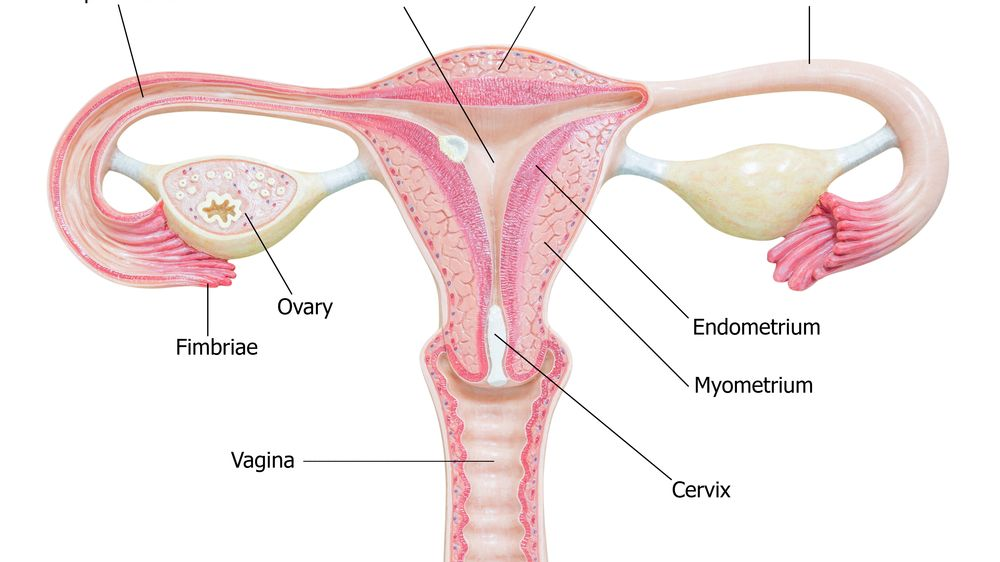 Ovary
Fimbriae
Endometrium
Myometrium
Vagina
Cervix